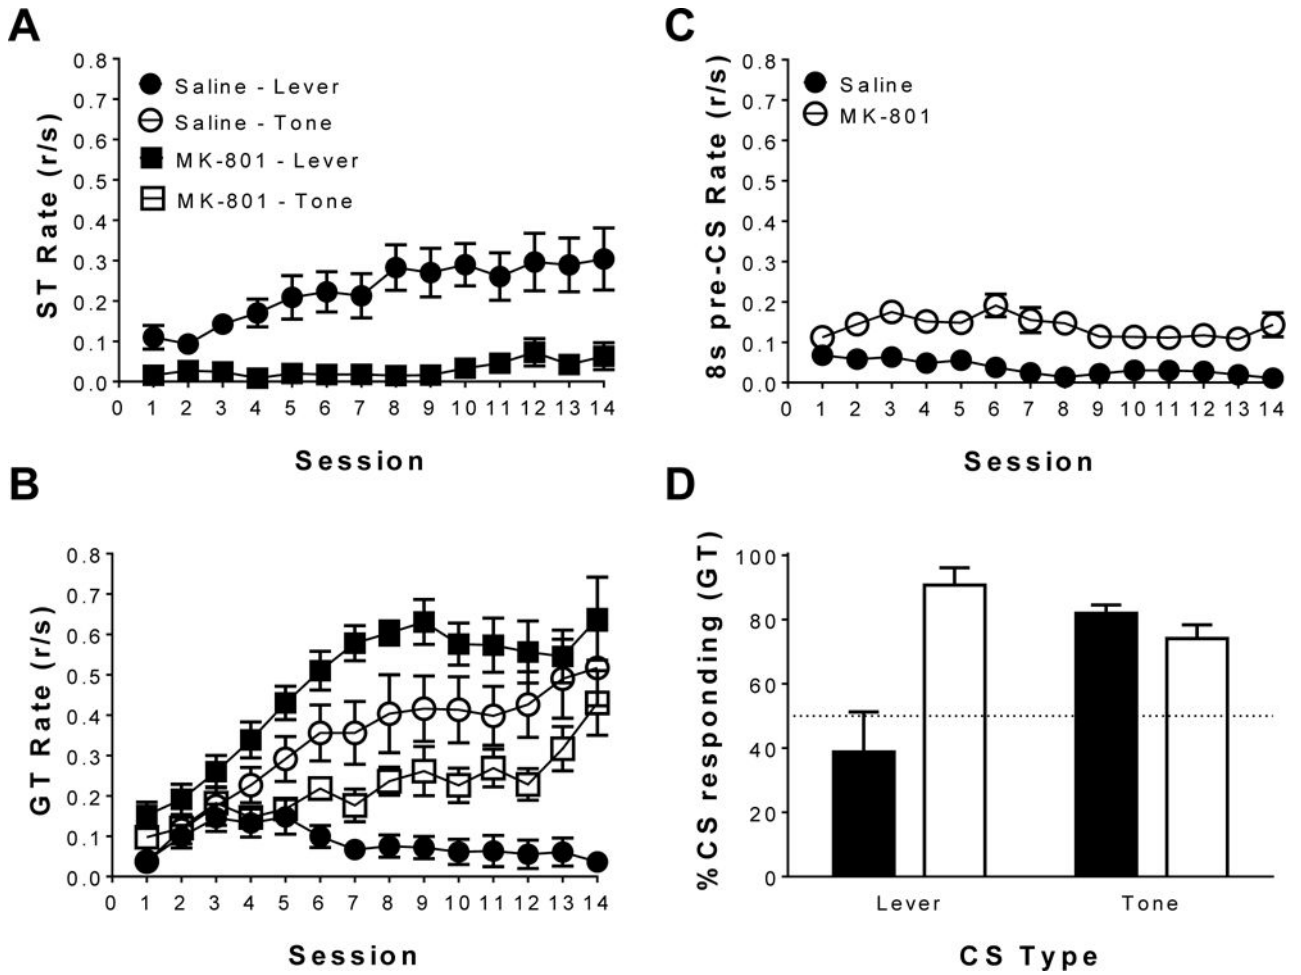 A
ST Rate (r/s)
0.8
0.7
0.6
0.5
0.4
0.3
0.2
0.1
0.0
Saline - Lever
Saline - Tone
MK-801 - Lever
MK-801 - Tone
0 1 2 3 4 5 6 7 8 9 10 11 12 13 14
Session
B
GT Rate (r/s)
0.8
0.7
0.6
0.5
0.4
0.3
0.2
0.1
0.0
0 1 2 3 4 5 6 7 8 9 10 11 12 13 14
Session
C
8s pre-CS Rate (r/s)
0.8
0.7
0.6
0.5
0.4
0.3
0.2
0.1
0.0
Saline
MK-801
0 1 2 3 4 5 6 7 8 9 10 11 12 13 14
Session
D
%CS responding (GT)
100
80
60
40
20
0
Lever Tone
CS Type